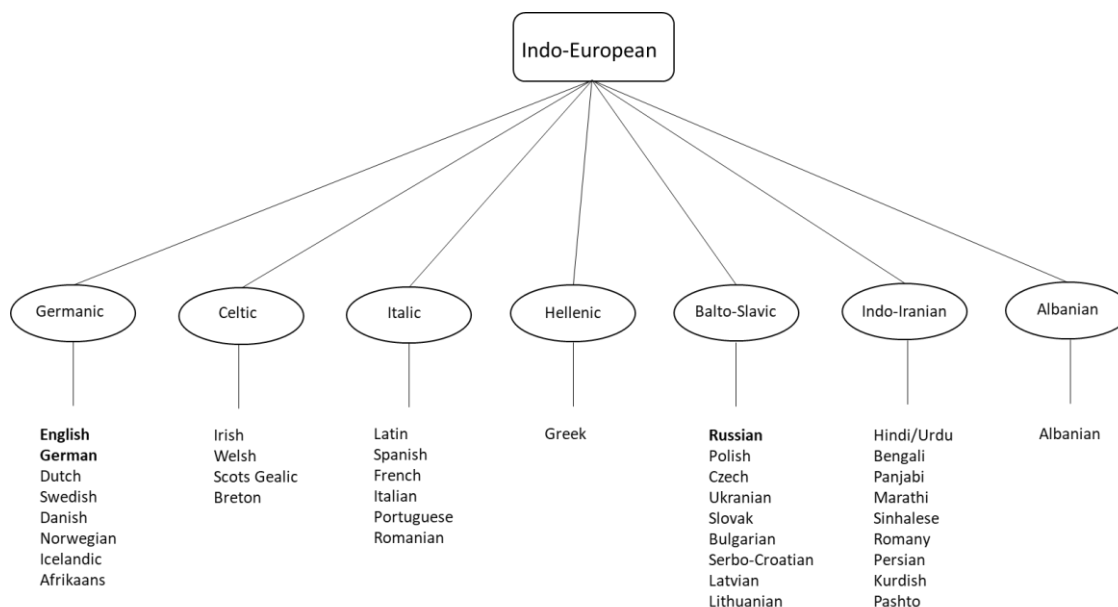 Indo-European
Germanic
Celtic
Italic
Hellenic
Balto-Slavic
Indo-Iranian
Albanian
English
German
Dutch
Swedish
Danish
Norwegian
Icelandic
Afrikaans
Irish
Welsh
Scots Gealic
Breton
Latin
Spanish
French
Italian
Portuguese
Romanian
Greek
Russian
Polish
Czech
Ukranian
Slovak
Bulgarian
Serbo-Croatian
Latvian
Lithuanian
Hindi/Urdu
Bengali
Panjabi
Marathi
Sinhalese
Romany
Persian
Kurdish
Pashto
Albanian